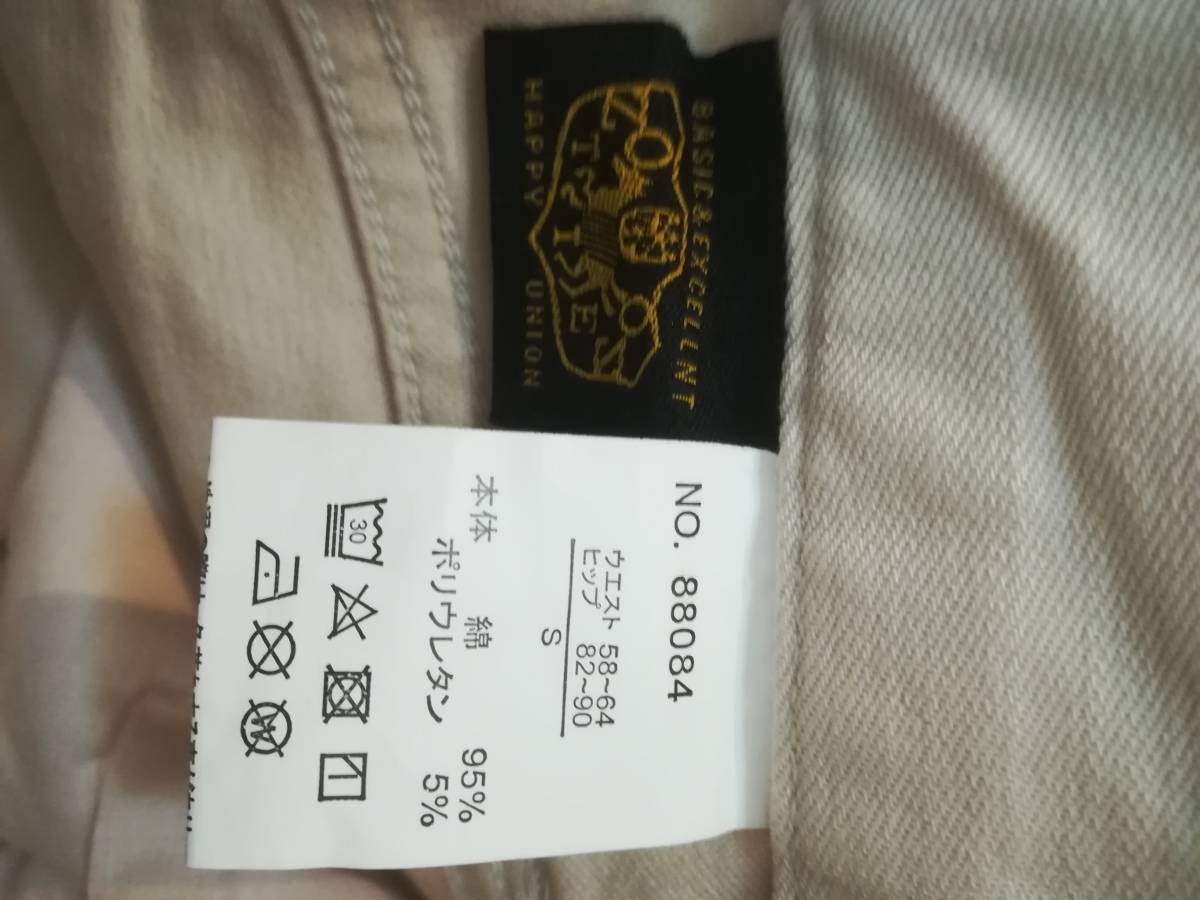 BASIC & EXCELLNT
HAPPY UNION
NO. 88084
ウエスト 58~64
ヒップ 82~90
S
本体 綿 95%
ポリウレタン 5%
30
W